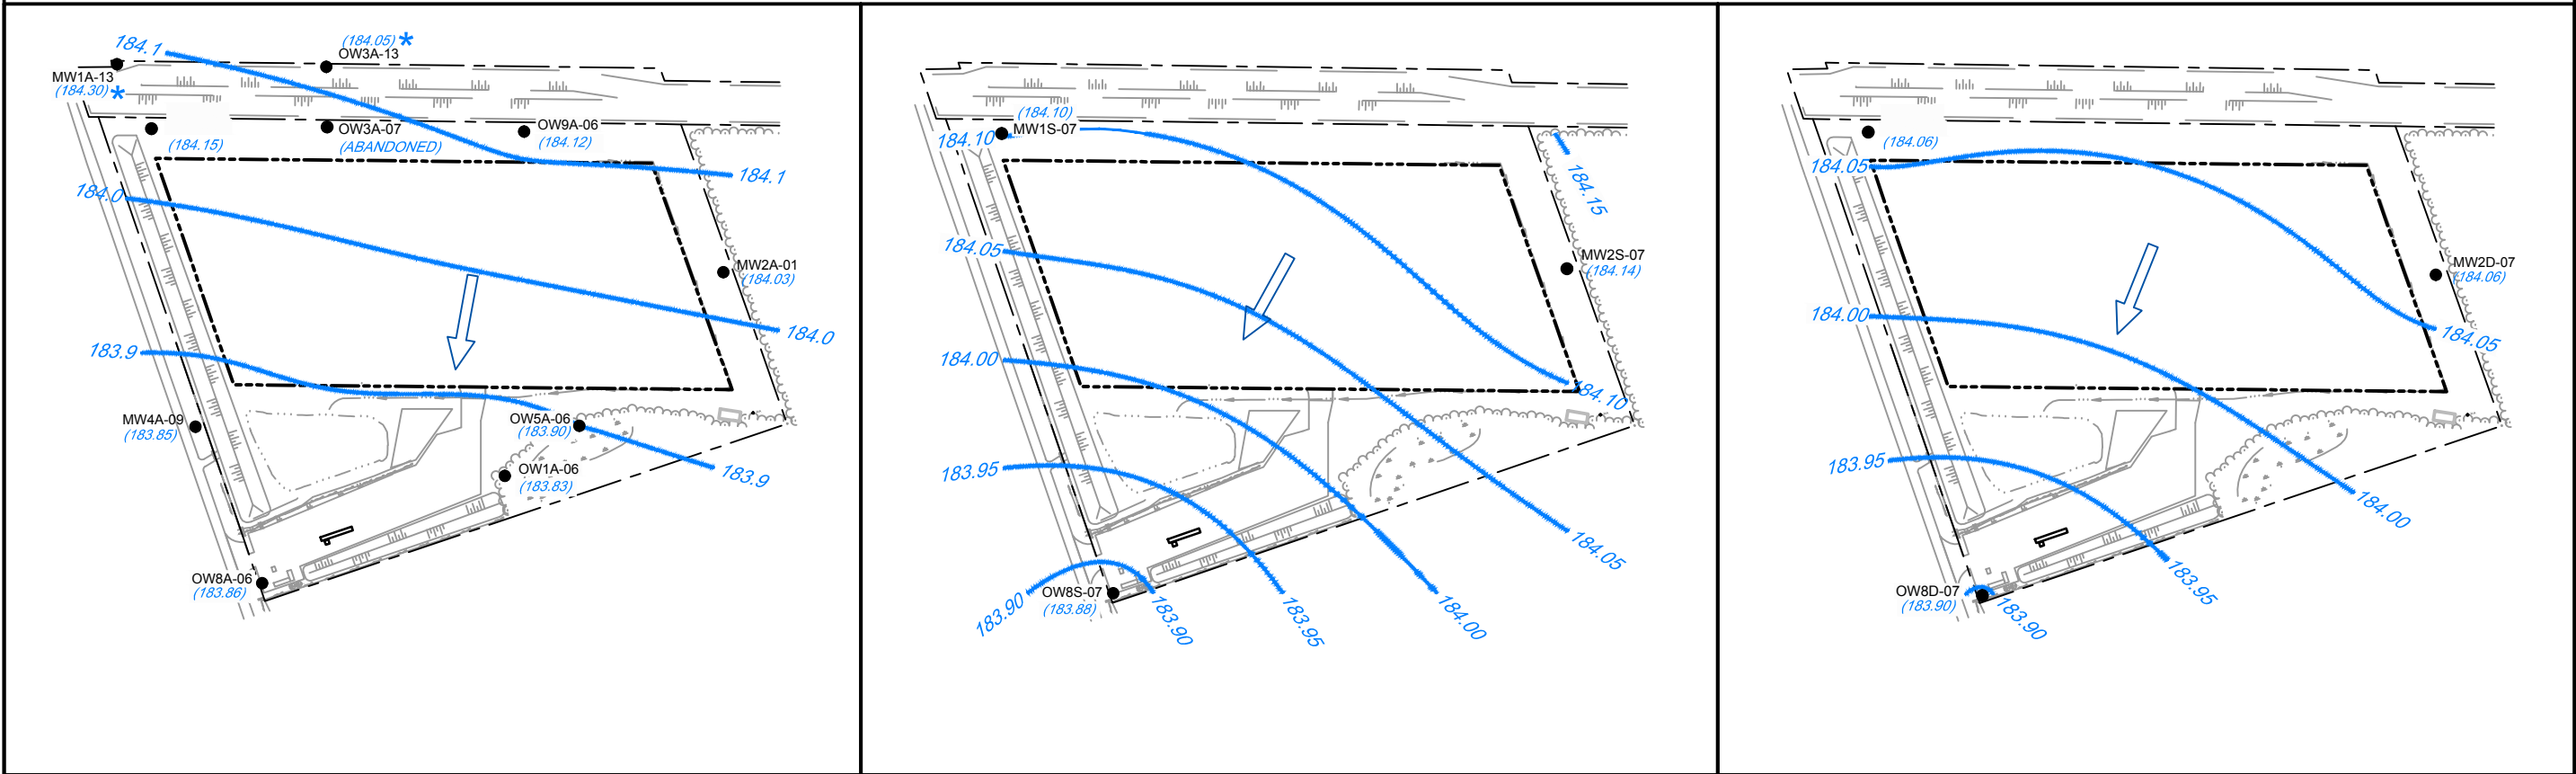 184.1
(184.05) *
OW3A-13
MW1A-13
(184.30) *
(184.15)
OW3A-07
(ABANDONED)
OW9A-06
(184.12)
184.1
184.0
MW2A-01
(184.03)
184.0
183.9
MW4A-09
(183.85)
OW5A-06
(183.90)
OW1A-06
(183.83)
183.9
OW8A-06
(183.86)
(184.10)
184.10
MW1S-07
184.15
184.05
MW2S-07
(184.14)
184.00
184.10
183.95
184.05
183.90
OW8S-07
(183.88)
183.90
183.95
184.00
(184.06)
184.05
MW2D-07
(184.06)
184.00
184.05
183.95
184.00
183.95
OW8D-07
(183.90)
183.90